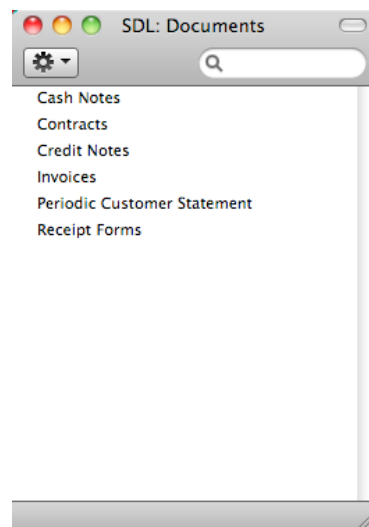 SDL: Documents
Cash Notes
Contracts
Credit Notes
Invoices
Periodic Customer Statement
Receipt Forms